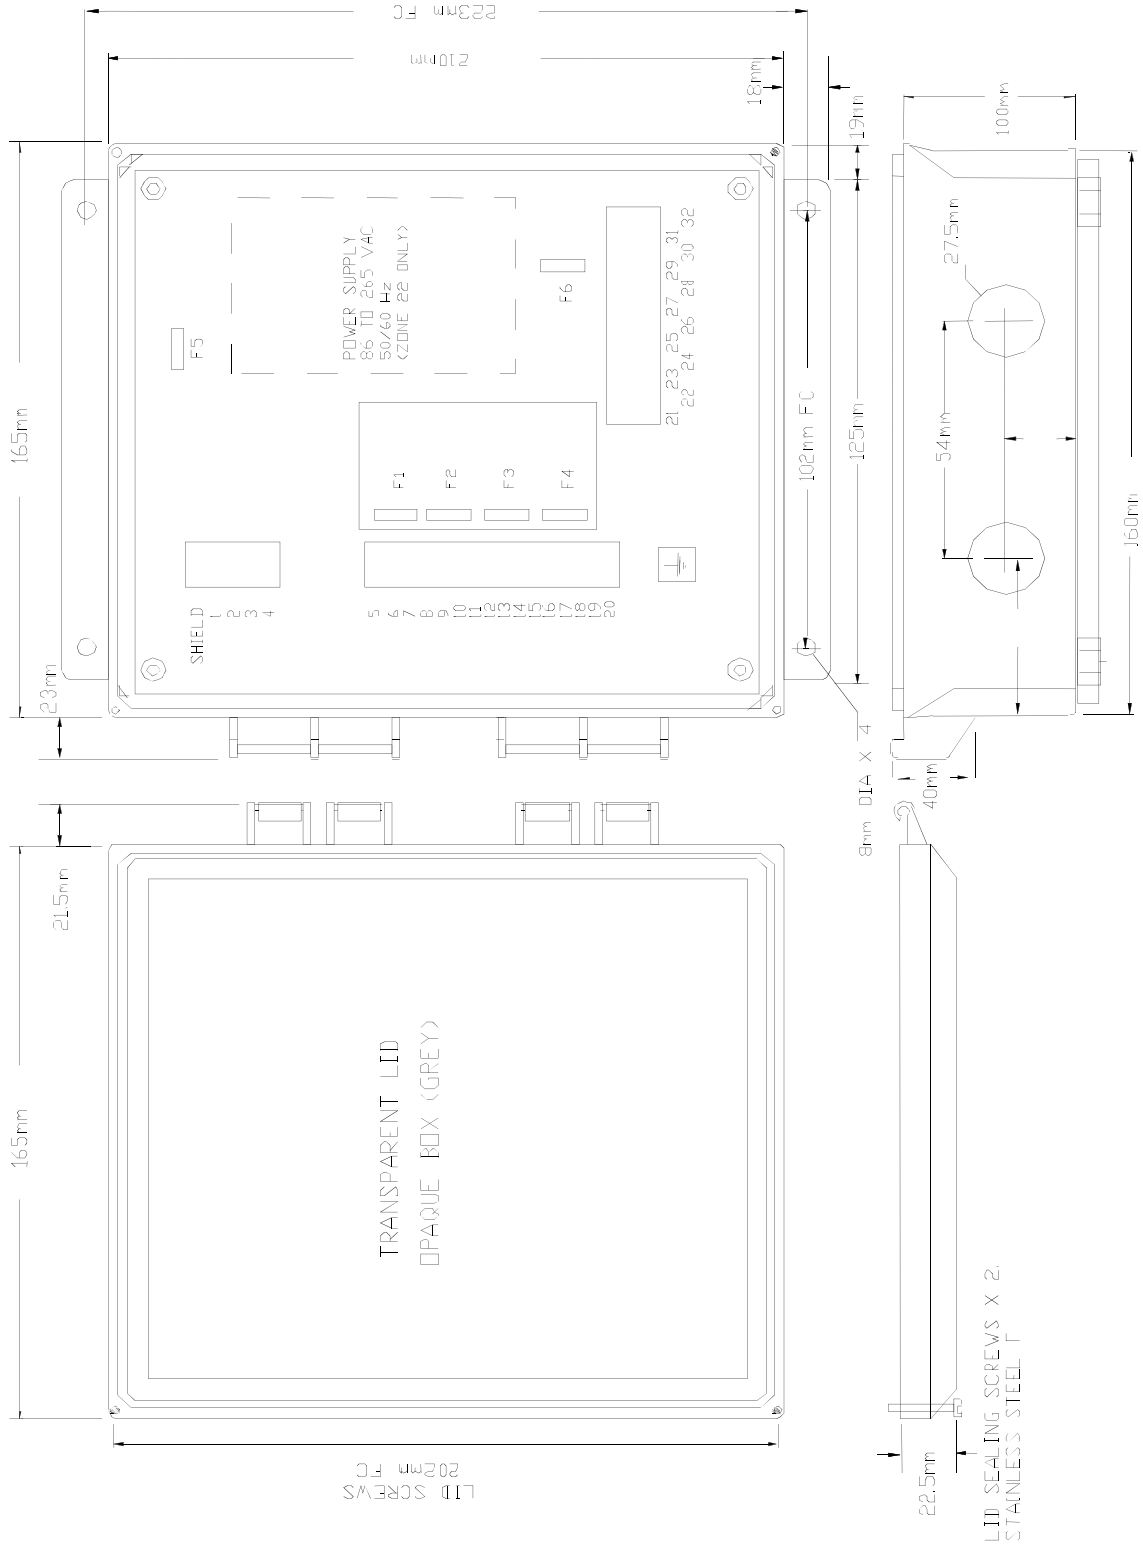 223mm FC
210mm
18mm
19mm
100mm
165mm
POWER SUPPLY
86 TO 265 VAC
50/60 Hz
(ZONE 22 ONLY)
F5
F6
27.5mm
21 23 25 27 29 31
22 24 26 28 30 32
F1
F2
F3
F4
102mm FC
125mm
54mm
160mm
SHIELD
1
2
3
4
5
6
7
8
9
10
11
12
13
14
15
16
17
18
19
20
23mm
8mm DIA X 4
40mm
21.5mm
165mm
TRANSPARENT LID
OPAQUE BOX (GREY)
202mm FC
LID SCREWS
22.5mm
LID SEALING SCREWS X 2.
STAINLESS STEEL